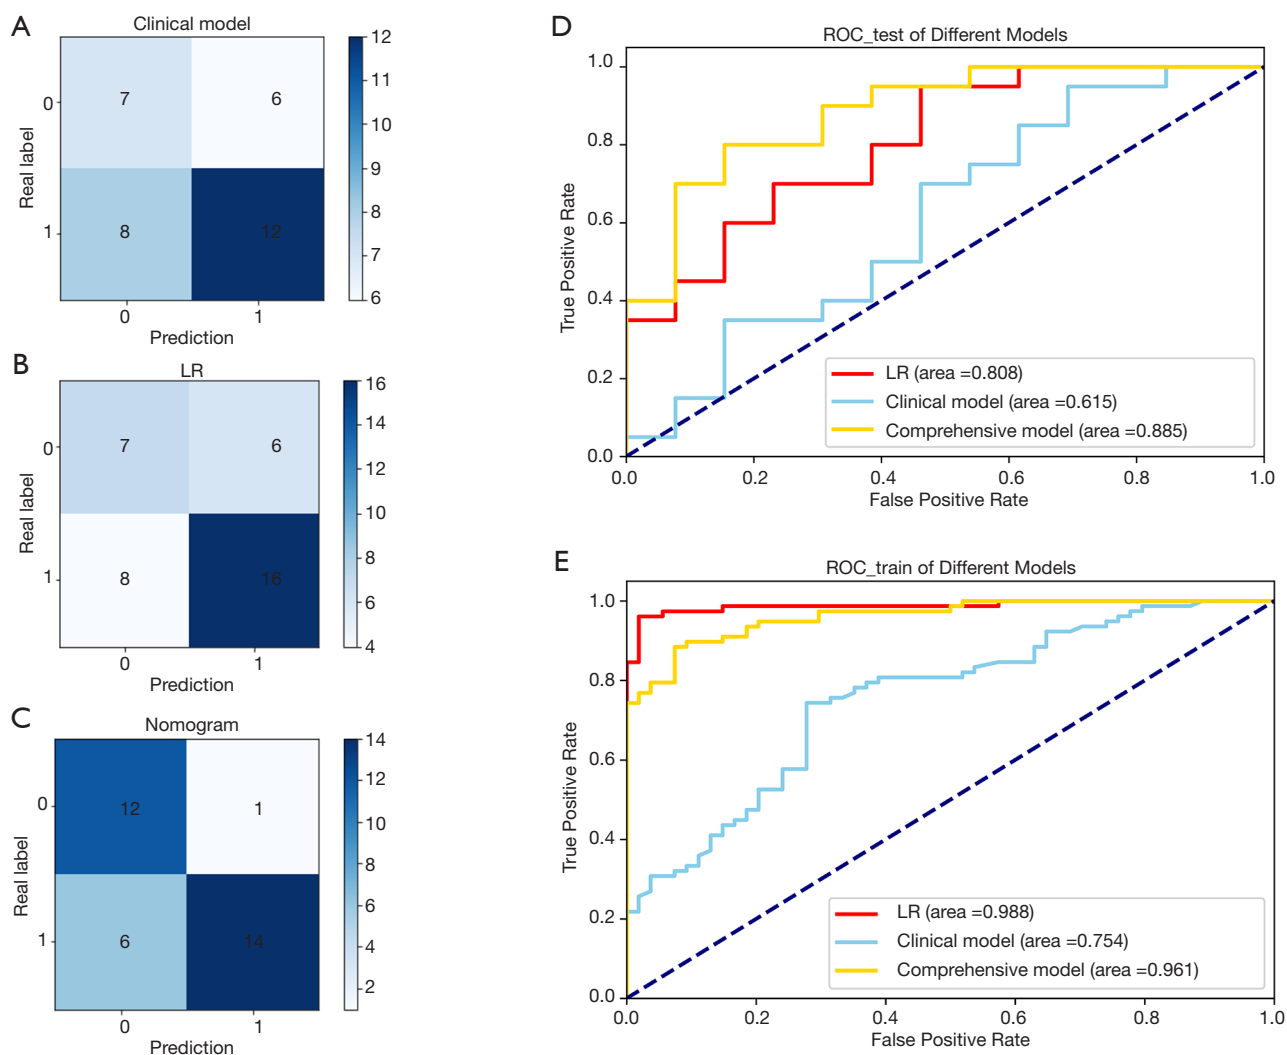 A
Clinical model
0
7
6
Real label
1
8
12
0
1
Prediction
12
11
10
9
8
7
6
B
LR
0
7
6
Real label
1
8
16
0
1
Prediction
16
16
14
12
10
8
6
4
C
Nomogram
0
12
1
Real label
1
6
14
0
1
Prediction
14
12
10
8
6
4
2
D
ROC_test of Different Models
1.0
0.8
0.6
0.4
0.2
0.0
True Positive Rate
LR (area =0.808)
Clinical model (area =0.615)
Comprehensive model (area =0.885)
0.0 0.2 0.4 0.6 0.8 1.0
False Positive Rate
E
ROC_train of Different Models
1.0
0.8
0.6
0.4
0.2
0.0
True Positive Rate
LR (area =0.988)
Clinical model (area =0.754)
Comprehensive model (area =0.961)
0.0 0.2 0.4 0.6 0.8 1.0
False Positive Rate